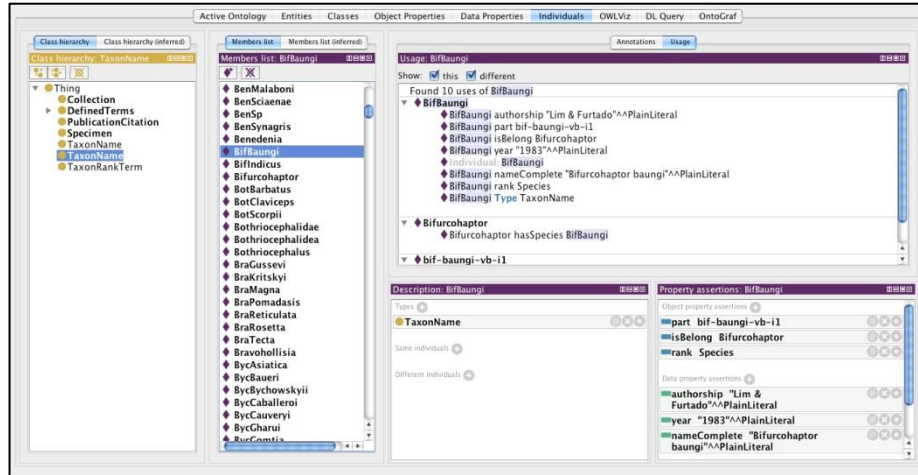 Active Ontology Entities Classes Object Properties Data Properties Individuals OWLViz DL Query OntoGraf
Class hierarchy Class hierarchy (inferred)
Class hierarchy: TaxonName
Thing
Collection
DefinedTerms
PublicationCitation
Specimen
TaxonName
TaxonName
TaxonRankTerm
Members list Members list (inferred)
Members list: BifBaungi
BenMalaboni
BenSciaenae
BenSp
BenSynagris
Benedenia
BifBaungi
BifIndicus
Bifurcohaptor
BotBarbatus
BotClaviceps
BotScorpii
Bothriocephalidae
Bothriocephalidea
Bothriocephalus
BraGussevi
BraKritskyi
BraMagna
BraPomadasis
BraReticulata
BraRosetta
BraTecta
Bravohollisia
BycAsiatica
BycBaueri
BycBychowskyii
BycCaballeroi
BycCauveryi
BycGharui
BycGomtia
Annotations Usage
Usage: BifBaungi
Show: this different
Found 10 uses of BifBaungi
BifBaungi
BifBaungi authorship "Lim & Furtado"^^PlainLiteral
BifBaungi part bif-baungi-vb-i1
BifBaungi isBelong Bifurcohaptor
BifBaungi year "1983"^^PlainLiteral
Individual: BifBaungi
BifBaungi nameComplete "Bifurcohaptor baungi"^^PlainLiteral
BifBaungi rank Species
BifBaungi Type TaxonName
Bifurcohaptor
Bifurcohaptor hasSpecies BifBaungi
bif-baungi-vb-i1
Description: BifBaungi
Types
TaxonName
Same individuals
Different individuals
Property assertions: BifBaungi
Object property assertions
part bif-baungi-vb-i1
isBelong Bifurcohaptor
rank Species
Data property assertions
authorship "Lim &
Furtado"^^PlainLiteral
year "1983"^^PlainLiteral
nameComplete "Bifurcohaptor
baungi"^^PlainLiteral